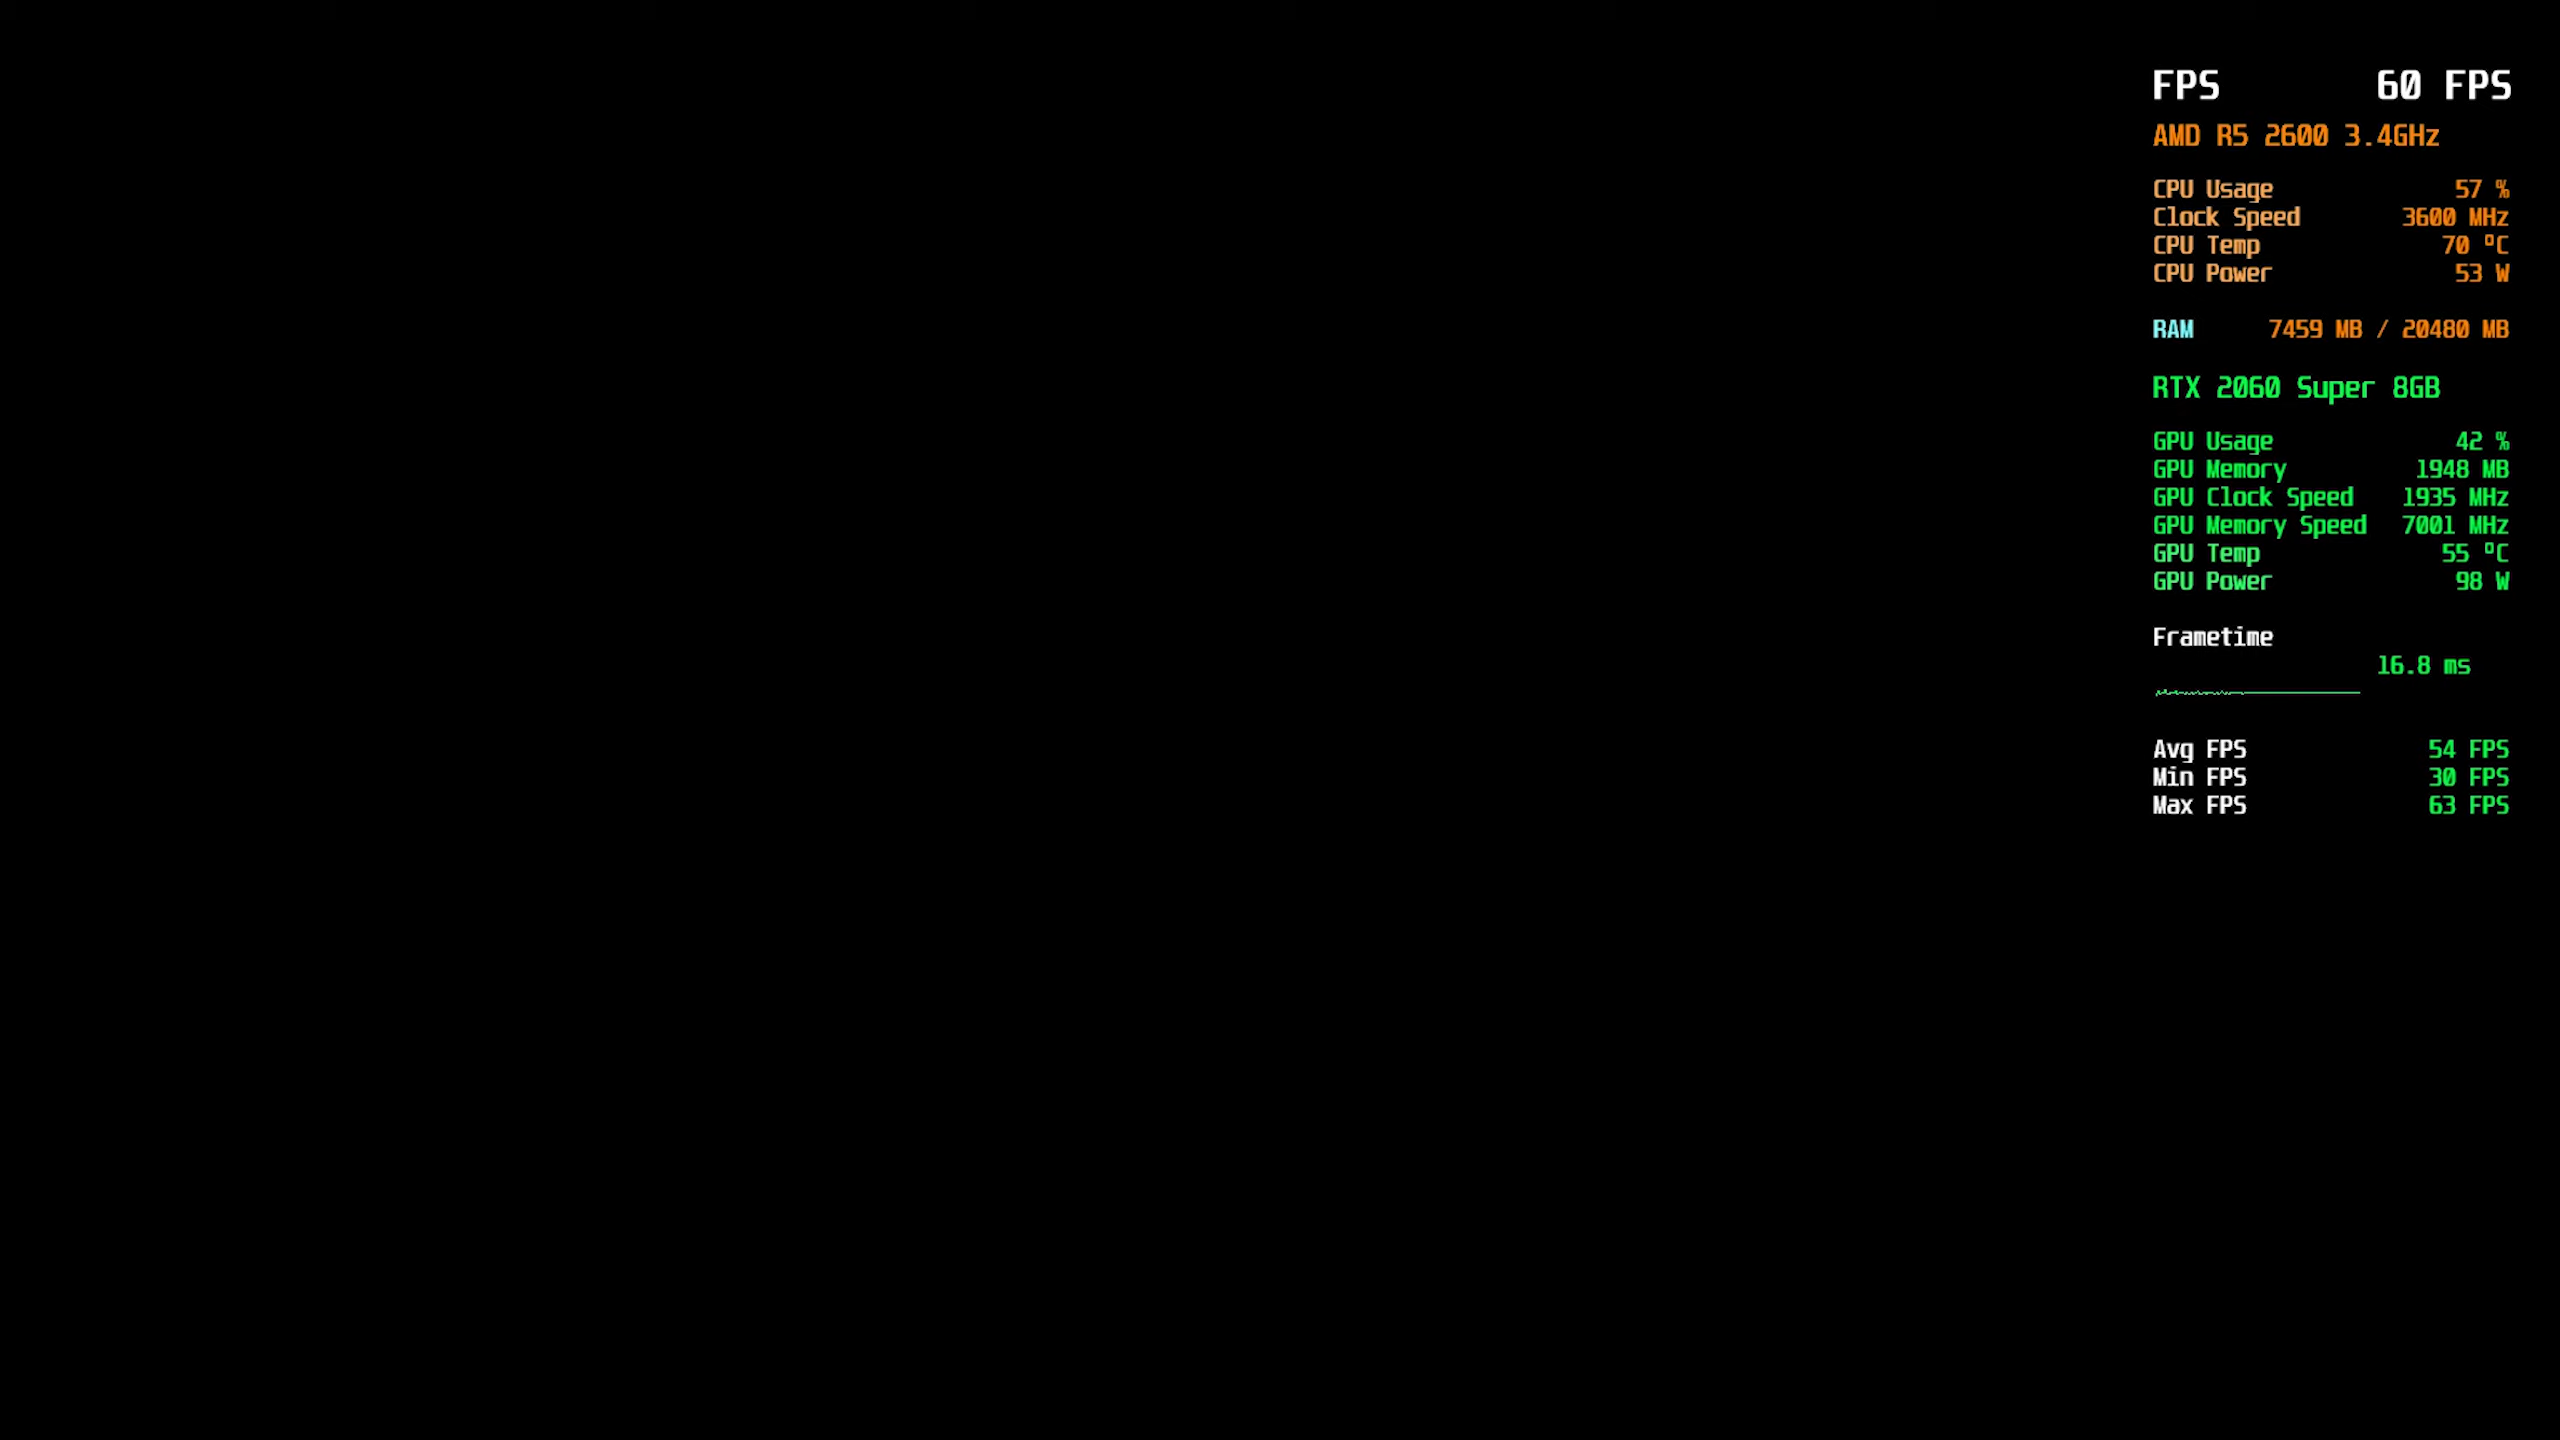 FPS 60 FPS
AMD R5 2600 3.4GHz
CPU Usage 57 %
Clock Speed 3600 MHz
CPU Temp 70 ºC
CPU Power 53 W
RAM 7459 MB / 20480 MB
RTX 2060 Super 8GB
GPU Usage 42 %
GPU Memory 1948 MB
GPU Clock Speed 1935 MHz
GPU Memory Speed 7001 MHz
GPU Temp 55 ºC
GPU Power 98 W
Frametime
16.8 ms
Avg FPS 54 FPS
Min FPS 30 FPS
Max FPS 63 FPS